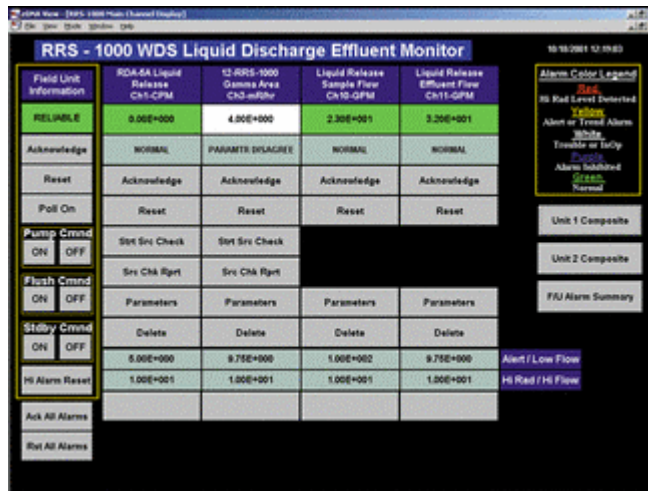 RRS - 1000 WDS Liquid Discharge Effluent Monitor
10/10/2001 12:19:03
Field Unit
Information
RDA-6A Liquid
Release
Ch1-CPM
12-RRS-1000
Gamma Area
Ch3-mR/hr
Liquid Release
Sample Flow
Ch10-GPM
Liquid Release
Effluent Flow
Ch11-GPM
RELIABLE
0.00E+000
4.00E+000
2.30E+001
3.20E+001
Acknowledge
NORMAL
PARAMTR DISAGREE
NORMAL
NORMAL
Reset
Acknowledge
Acknowledge
Acknowledge
Acknowledge
Poll On
Reset
Reset
Reset
Reset
Pump Cmnd
ON OFF
Strt Src Check
Strt Src Check
Src Chk Rprt
Src Chk Rprt
Flush Cmnd
ON OFF
Parameters
Parameters
Parameters
Parameters
Stdby Cmnd
ON OFF
Delete
Delete
Delete
Delete
5.00E+000
9.75E+000
1.00E+002
9.75E+000
Alert / Low Flow
Hi Alarm Reset
1.00E+001
1.00E+001
1.00E+001
1.00E+001
Hi Rad / Hi Flow
Ack All Alarms
Rst All Alarms
Alarm Color Legend
Red
Hi Rad Level Detected
Yellow
Alert or Trend Alarm
White
Trouble or InOp
Purple
Alarm Inhibited
Green
Normal
Unit 1 Composite
Unit 2 Composite
F/U Alarm Summary